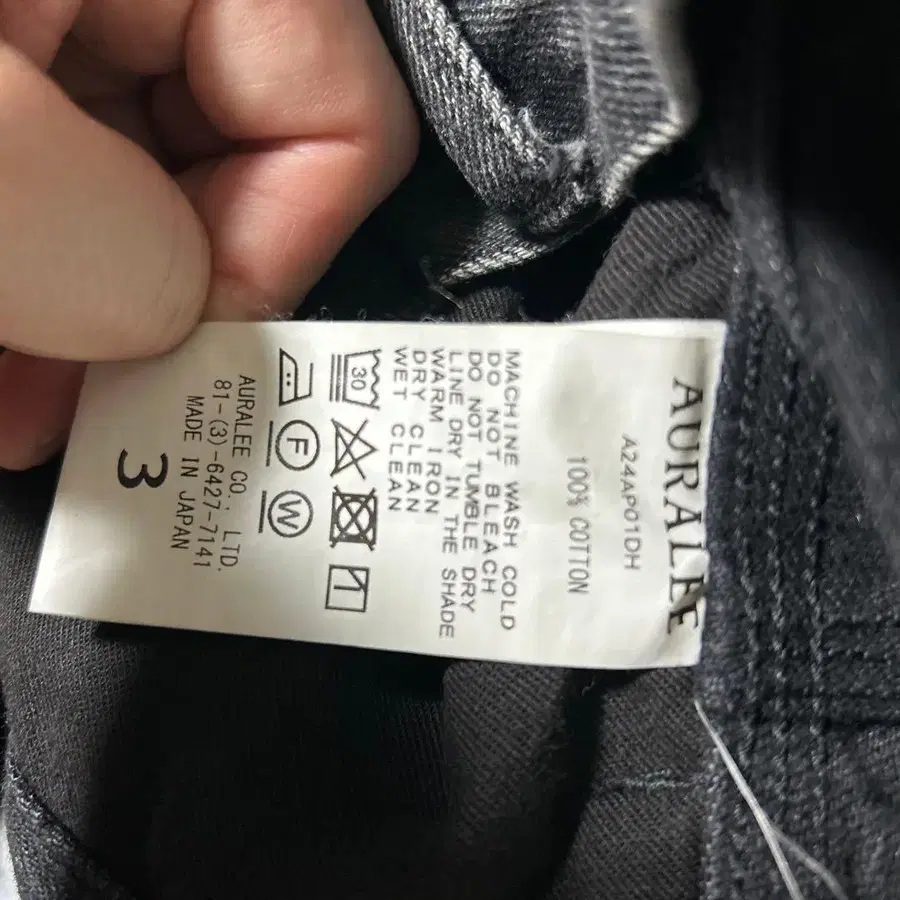 AURALEE
A24AP01DH
100% COTTON
MACHINE WASH COLD
DO NOT BLEACH
DO NOT TUMBLE DRY
LINE DRY IN THE SHADE
WARM IRON
DRY CLEAN
WET CLEAN
30
F W
AURALEE CO., LTD.
81-(3)-6427-7141
MADE IN JAPAN
3